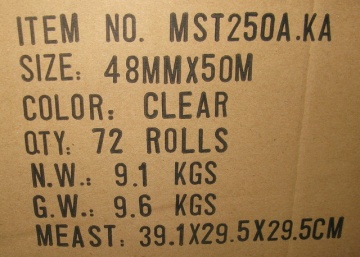 ITEM NO. MST250A.KA
SIZE: 48MMX50M
COLOR: CLEAR
QTY: 72 ROLLS
N.W.: 9.1 KGS
G.W.: 9.6 KGS
MEAST: 39.1X29.5X29.5CM